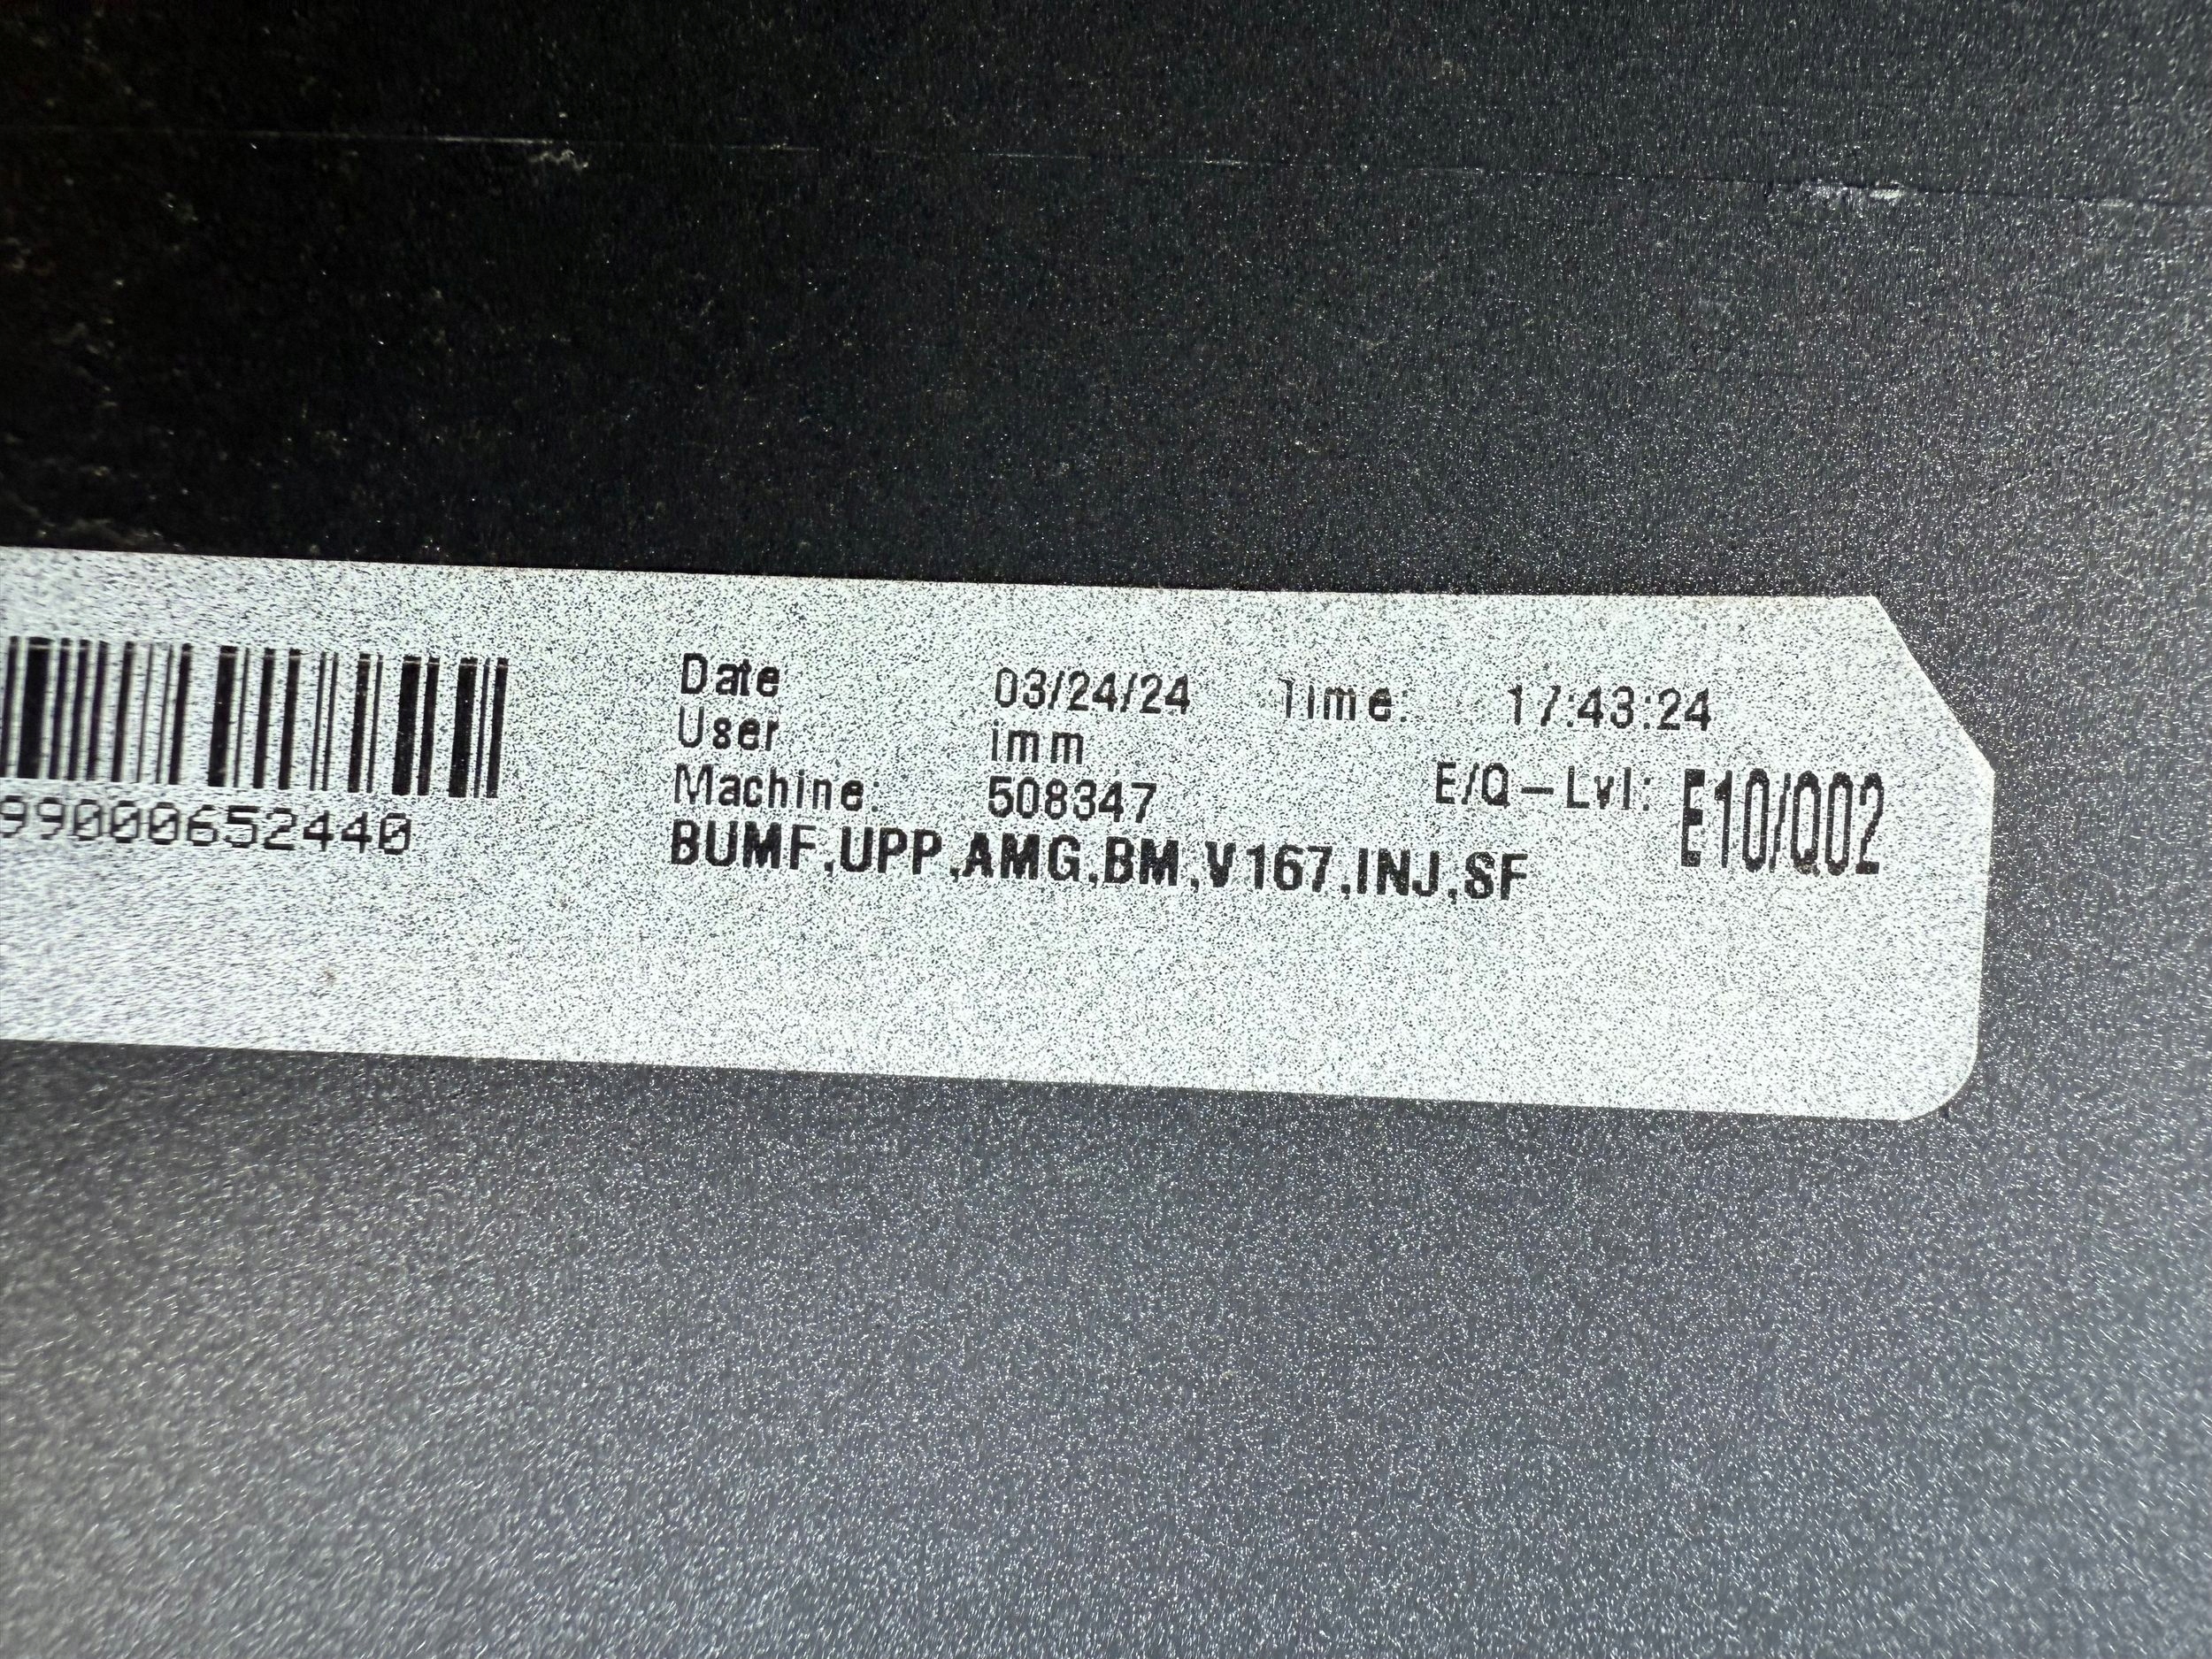 Date 03/24/24 Time: 17:43:24
User imm
Machine: 508347 E/Q-Lvl: E10/Q02
99000652440
BUMF,UPP,AMG,BM,V167,INJ,SF